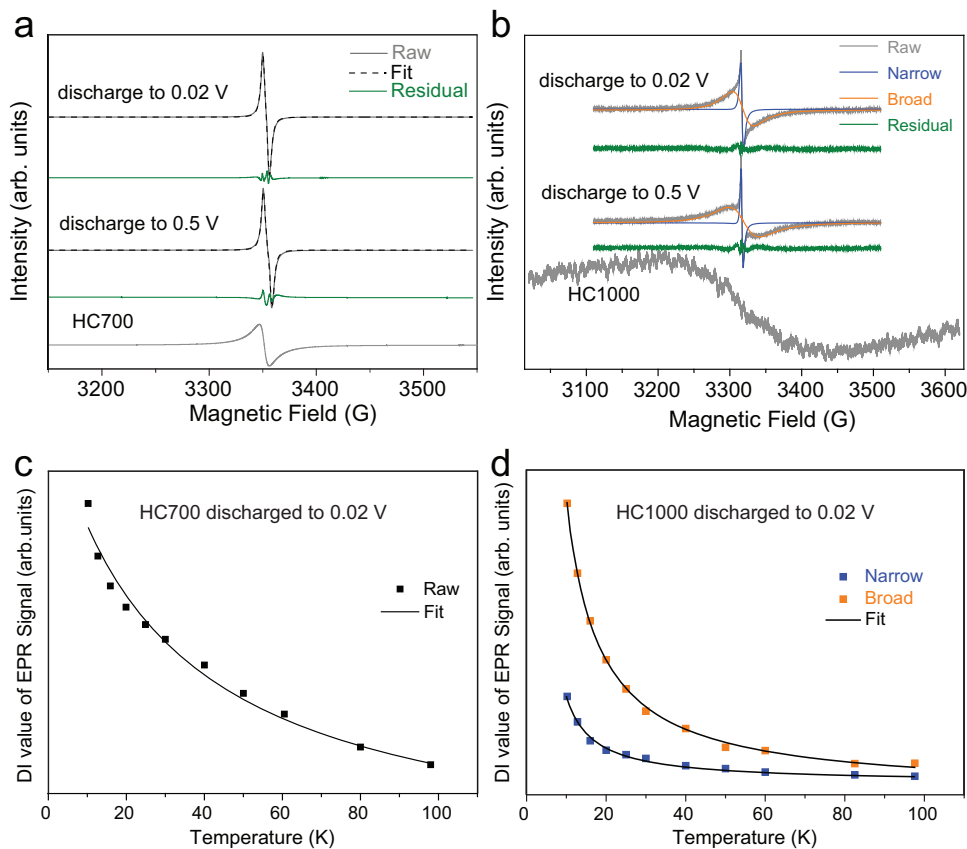 a
Raw
Fit
Residual
discharge to 0.02 V
discharge to 0.5 V
HC700
Intensity (arb. units)
3200 3300 3400 3500
Magnetic Field (G)
b
Raw
Narrow
Broad
Residual
discharge to 0.02 V
discharge to 0.5 V
HC1000
Intensity (arb. units)
3100 3200 3300 3400 3500 3600
Magnetic Field (G)
c
HC700 discharged to 0.02 V
Raw
Fit
DI value of EPR Signal (arb.units)
0 20 40 60 80 100
Temperature (K)
d
HC1000 discharged to 0.02 V
Narrow
Broad
Fit
DI value of EPR Signal (arb. units)
0 20 40 60 80 100
Temperature (K)